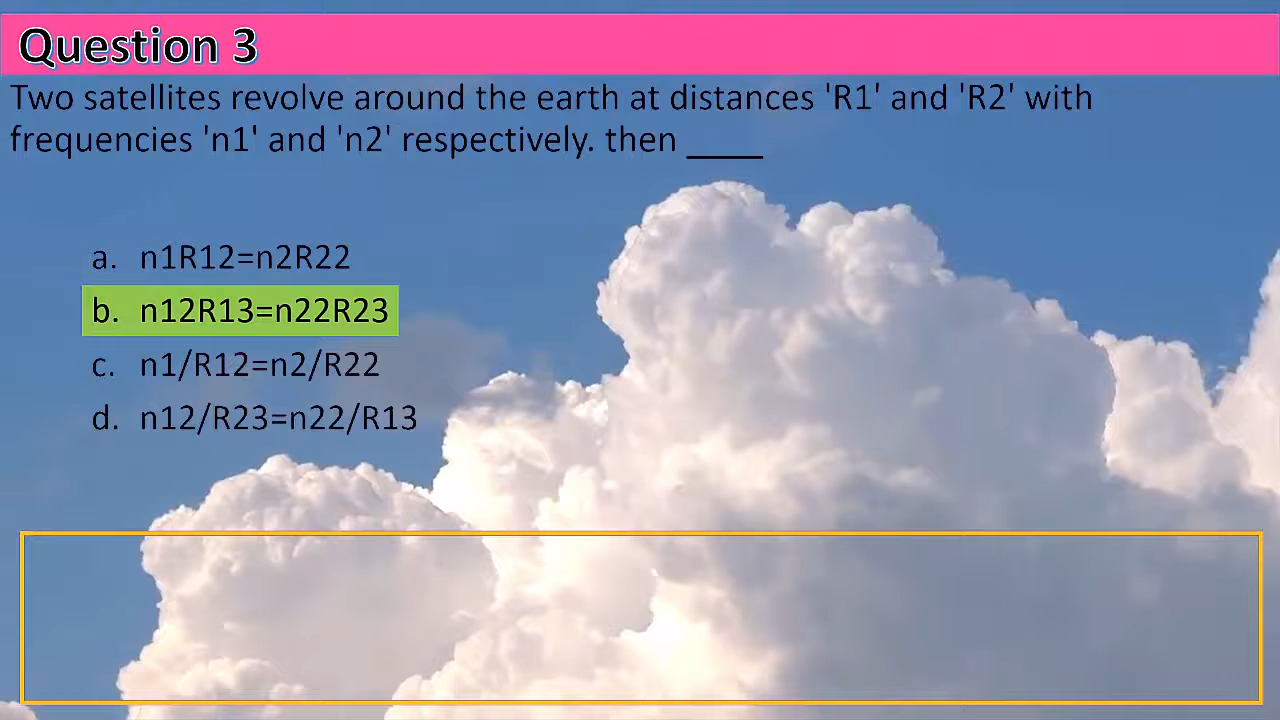 Question 3
Two satellites revolve around the earth at distances 'R1' and 'R2' with
frequencies 'n1' and 'n2' respectively. then ____
a. n1R12=n2R22
b. n12R13=n22R23
c. n1/R12=n2/R22
d. n12/R23=n22/R13